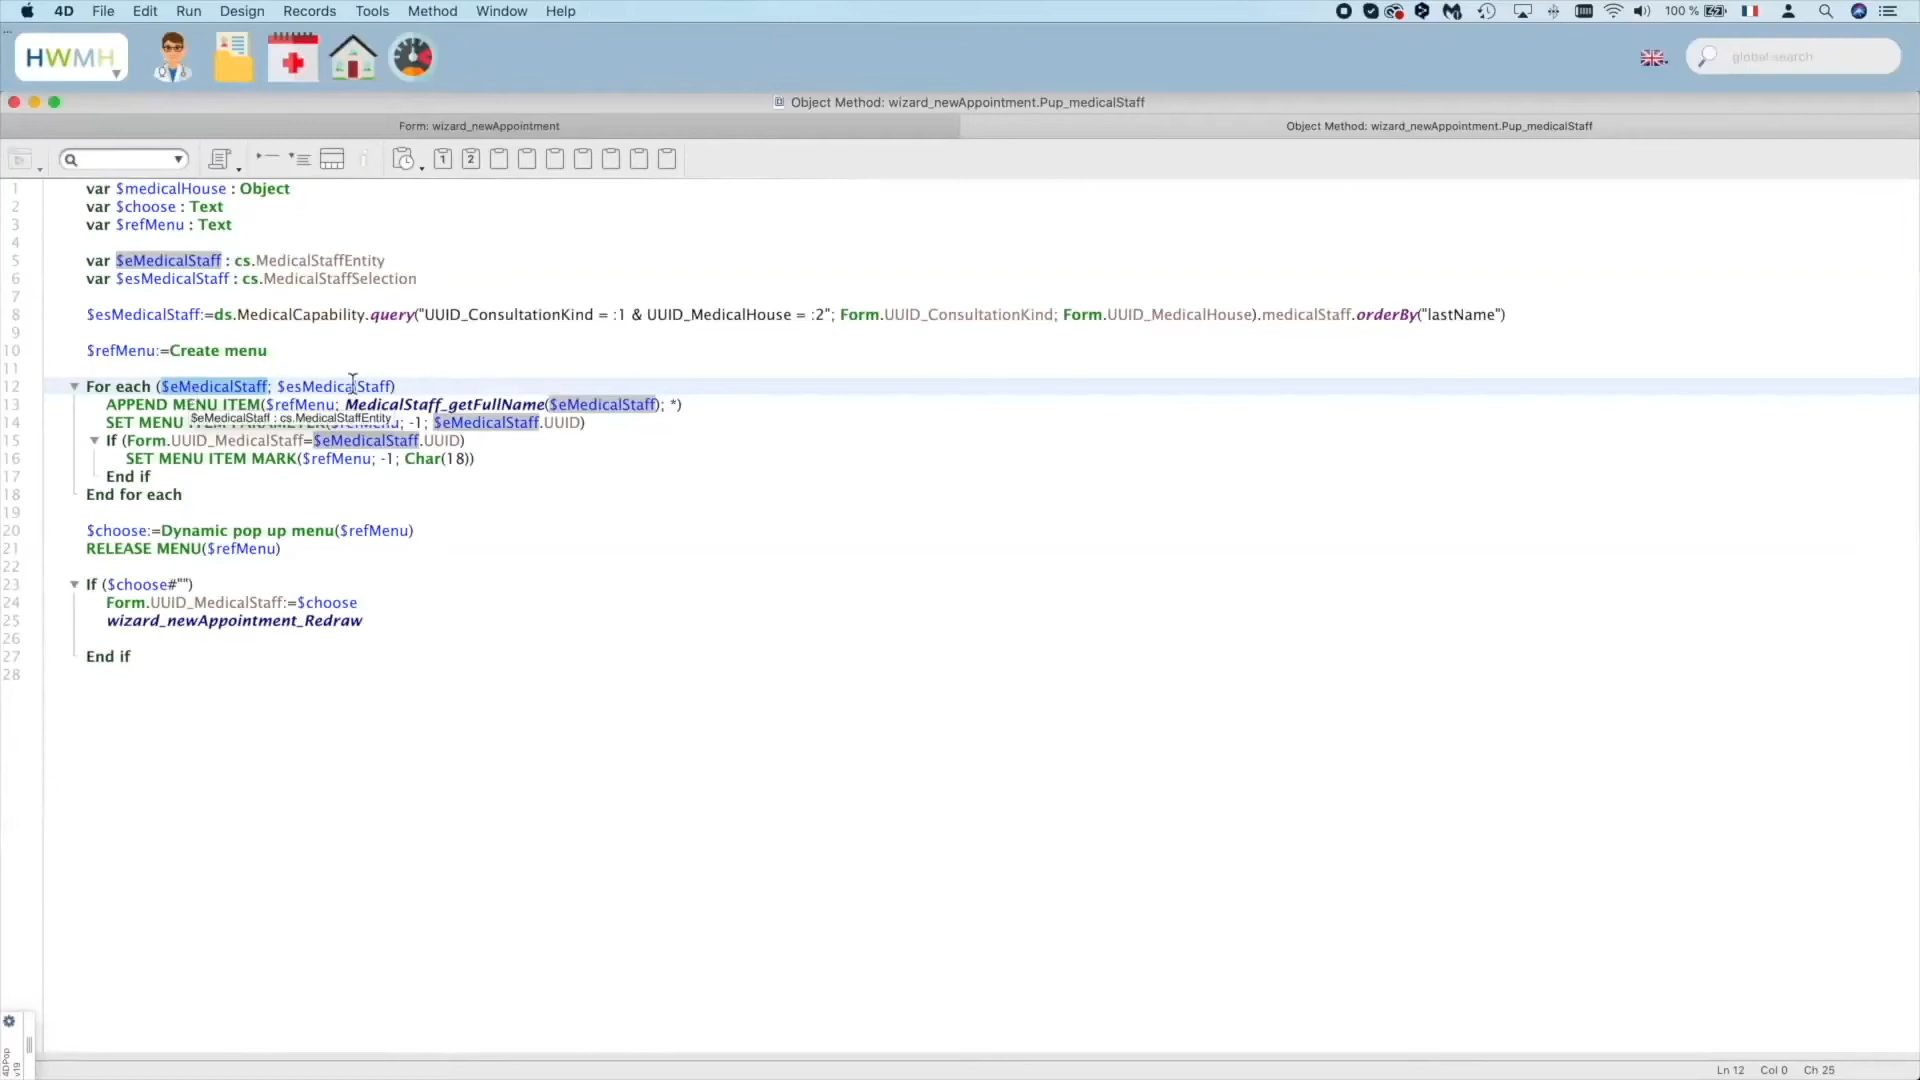 4D File Edit Run Design Records Tools Method Window Help 100 %
HWMH global search
Object Method: wizard_newAppointment.Pup_medicalStaff
Form: wizard_newAppointment Object Method: wizard_newAppointment.Pup_medicalStaff
1 2
1 var $medicalHouse : Object
2 var $choose : Text
3 var $refMenu : Text
4
5 var $eMedicalStaff : cs.MedicalStaffEntity
6 var $esMedicalStaff : cs.MedicalStaffSelection
7
8 $esMedicalStaff:=ds.MedicalCapability.query("UUID_ConsultationKind = :1 & UUID_MedicalHouse = :2"; Form.UUID_ConsultationKind; Form.UUID_MedicalHouse).medicalStaff.orderBy("lastName")
9
10 $refMenu:=Create menu
11
12 For each ($eMedicalStaff; $esMedicalStaff)
13 APPEND MENU ITEM($refMenu; MedicalStaff_getFullName($eMedicalStaff); *)
$eMedicalStaff : cs.MedicalStaffEntity
14 SET MENU ITEM PARAMETER($refMenu; -1; $eMedicalStaff.UUID)
15 If (Form.UUID_MedicalStaff=$eMedicalStaff.UUID)
16 SET MENU ITEM MARK($refMenu; -1; Char(18))
17 End if
18 End for each
19
20 $choose:=Dynamic pop up menu($refMenu)
21 RELEASE MENU($refMenu)
22
23 If ($choose#"")
24 Form.UUID_MedicalStaff:=$choose
25 wizard_newAppointment_Redraw
26
27 End if
28
4DPop v19
Ln 12 Col 0 Ch 25